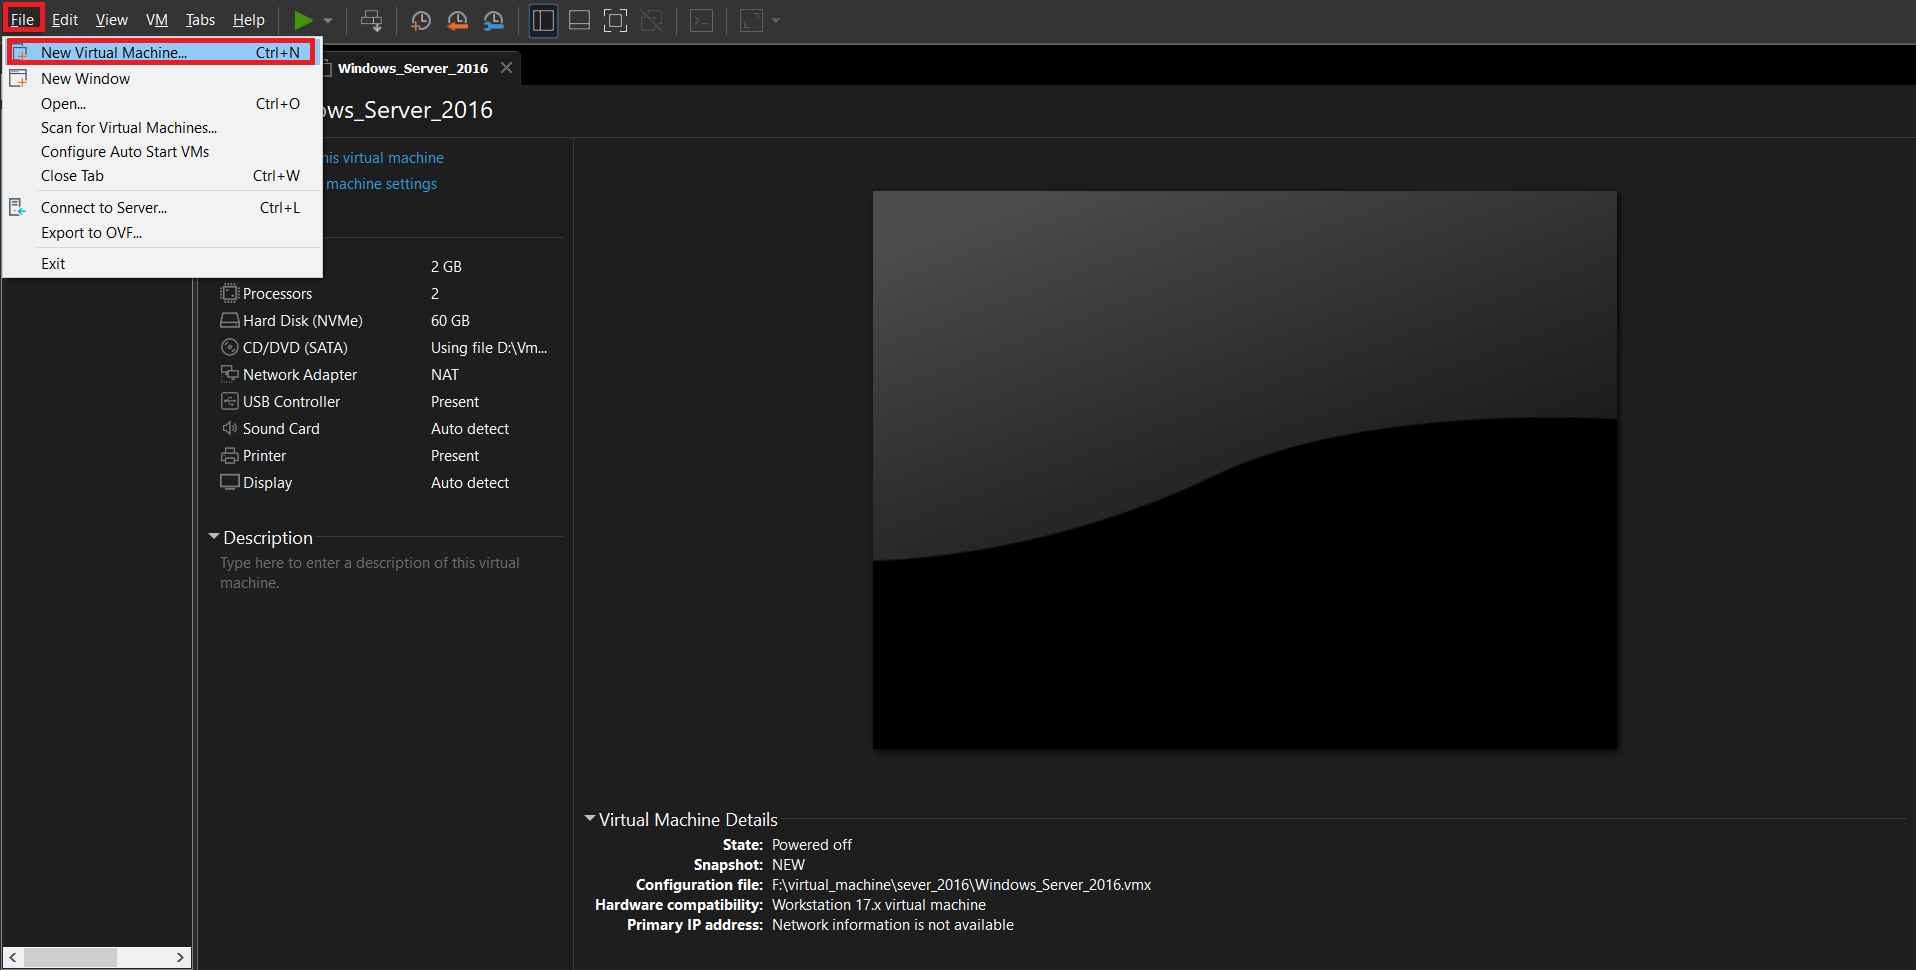 File Edit View VM Tabs Help
New Virtual Machine... Ctrl+N
New Window
Open... Ctrl+O
Scan for Virtual Machines...
Configure Auto Start VMs
Close Tab Ctrl+W
Connect to Server... Ctrl+L
Export to OVF...
Exit
Windows_Server_2016
ows_Server_2016
his virtual machine
machine settings
2 GB
Processors 2
Hard Disk (NVMe) 60 GB
CD/DVD (SATA) Using file D:\Vm...
Network Adapter NAT
USB Controller Present
Sound Card Auto detect
Printer Present
Display Auto detect
Description
Type here to enter a description of this virtual
machine.
Virtual Machine Details
State: Powered off
Snapshot: NEW
Configuration file: F:\virtual_machine\sever_2016\Windows_Server_2016.vmx
Hardware compatibility: Workstation 17.x virtual machine
Primary IP address: Network information is not available